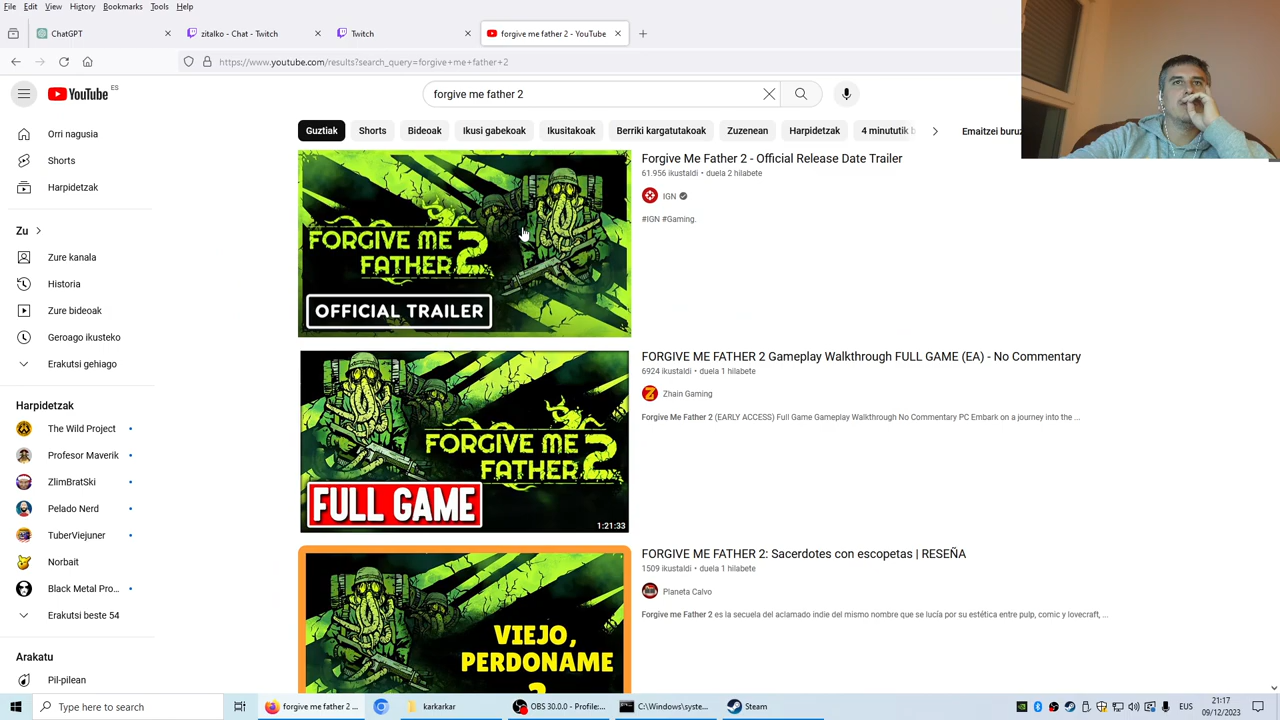 File Edit View History Bookmarks Tools Help
ChatGPT
zitalko - Chat - Twitch
Twitch
forgive me father 2 - YouTube
https://www.youtube.com/results?search_query=forgive+me+father+2
YouTube ES
forgive me father 2
Guztiak
Shorts
Bideoak
Ikusi gabekoak
Ikusitakoak
Berriki kargatutakoak
Zuzenean
Harpidetzak
4 minututik b
Emaitzei buruz
Orri nagusia
Shorts
Harpidetzak
Zu
Zure kanala
Historia
Zure bideoak
Geroago ikusteko
Erakutsi gehiago
Harpidetzak
The Wild Project
Profesor Maverik
ZlimBratSki
Pelado Nerd
TuberViejuner
Norbait
Black Metal Pro...
Erakutsi beste 54
Arakatu
Pil-pilean
FORGIVE ME
FATHER 2
OFFICIAL TRAILER
Forgive Me Father 2 - Official Release Date Trailer
61.956 ikustaldi • duela 2 hilabete
IGN
#IGN #Gaming.
FORGIVE ME
FATHER 2
FULL GAME
1:21:33
FORGIVE ME FATHER 2 Gameplay Walkthrough FULL GAME (EA) - No Commentary
6924 ikustaldi • duela 1 hilabete
Zhain Gaming
Forgive Me Father 2 (EARLY ACCESS) Full Game Gameplay Walkthrough No Commentary PC Embark on a journey into the ...
VIEJO,
PERDONAME
2
FORGIVE ME FATHER 2: Sacerdotes con escopetas | RESEÑA
1509 ikustaldi • duela 1 hilabete
Planeta Calvo
Forgive me Father 2 es la secuela del aclamado indie del mismo nombre que se lucía por su estética entre pulp, comic y lovecraft, ...
Type here to search
forgive me father 2 ...
karkarkar
OBS 30.0.0 - Profile:...
C:\Windows\syste...
Steam
EUS
21:17
09/12/2023